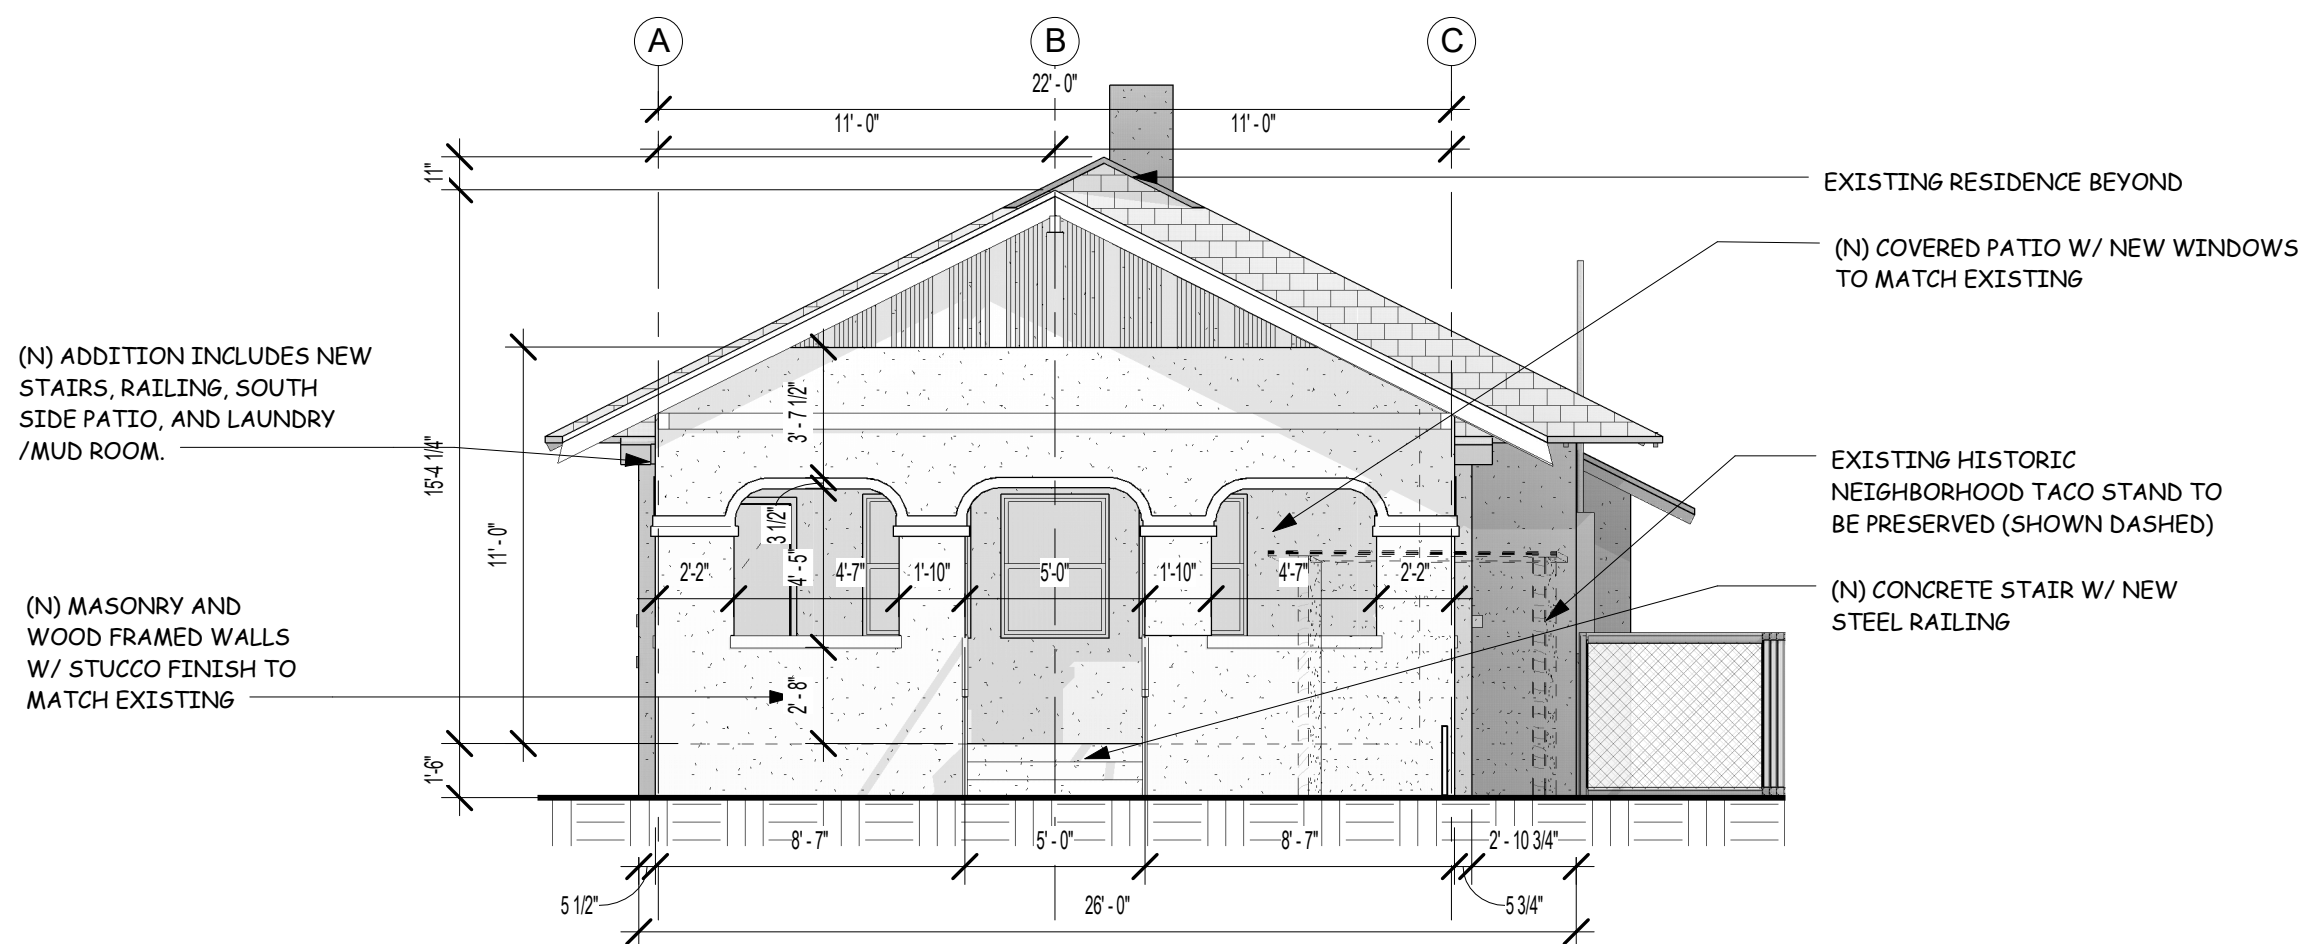 A
B
C
22' - 0"
11' - 0"
11' - 0"
11"
EXISTING RESIDENCE BEYOND
(N) COVERED PATIO W/ NEW WINDOWS
TO MATCH EXISTING
(N) ADDITION INCLUDES NEW
STAIRS, RAILING, SOUTH
SIDE PATIO, AND LAUNDRY
/MUD ROOM.
15'-4 1/4"
11' - 0"
3' - 7 1/2"
3 1/2"
4' - 5"
EXISTING HISTORIC
NEIGHBORHOOD TACO STAND TO
BE PRESERVED (SHOWN DASHED)
2'-2"
4'-7"
1'-10"
5'-0"
1'-10"
4'-7"
2'-2"
(N) MASONRY AND
WOOD FRAMED WALLS
W/ STUCCO FINISH TO
MATCH EXISTING
(N) CONCRETE STAIR W/ NEW
STEEL RAILING
2' - 8"
1'-6"
8' - 7"
5' - 0"
8' - 7"
2' - 10 3/4"
5 1/2"
26' - 0"
5 3/4"